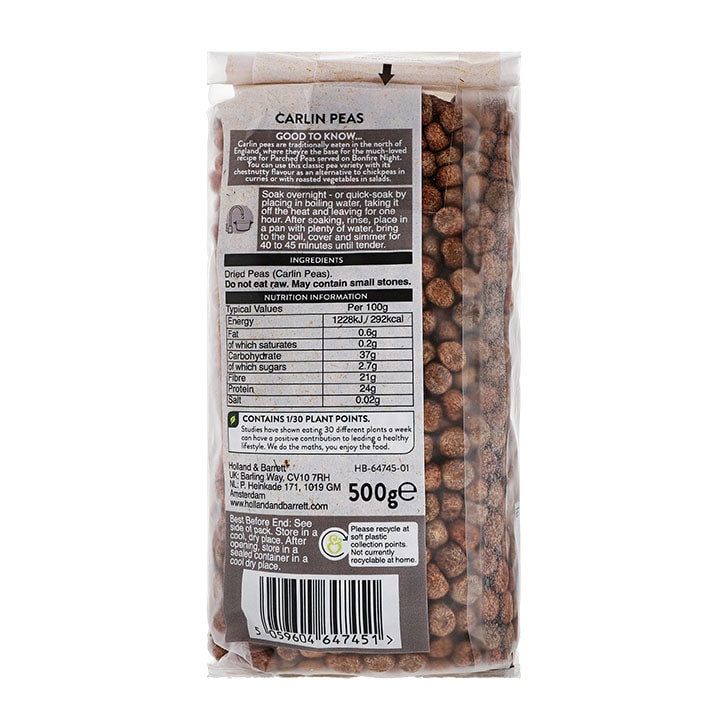 CARLIN PEAS
GOOD TO KNOW...
Carlin peas are traditionally eaten in the north of
England, where they're the base for the much-loved
recipe for Parched Peas served on Bonfire Night.
You can use this classic pea variety with its
chestnutty flavour as an alternative to chickpeas in
curries or with roasted vegetables in salads.
Soak overnight - or quick-soak by
placing in boiling water, taking it
off the heat and leaving for one
hour. After soaking, rinse, place in
a pan with plenty of water, bring
to the boil, cover and simmer for
40 to 45 minutes until tender.
INGREDIENTS
Dried Peas (Carlin Peas).
Do not eat raw. May contain small stones.
NUTRITION INFORMATION
Typical Values Per 100g
Energy 1228kJ / 292kcal
Fat 0.6g
of which saturates 0.2g
Carbohydrate 37g
of which sugars 2.7g
Fibre 21g
Protein 24g
Salt 0.02g
CONTAINS 1/30 PLANT POINTS.
Studies have shown eating 30 different plants a week
can have a positive contribution to leading a healthy
lifestyle. We do the maths, you enjoy the food.
Holland & Barrett
UK: Barling Way, CV10 7RH
NL: P. Heinkade 171, 1019 GM
Amsterdam
www.hollandandbarrett.com
HB-64745-01
500g℮
Best Before End: See
side of pack. Store in a
cool, dry place. After
opening, store in a
sealed container in a
cool dry place.
Please recycle at
soft plastic
collection points.
Not currently
recyclable at home.
5 059604 647451 >